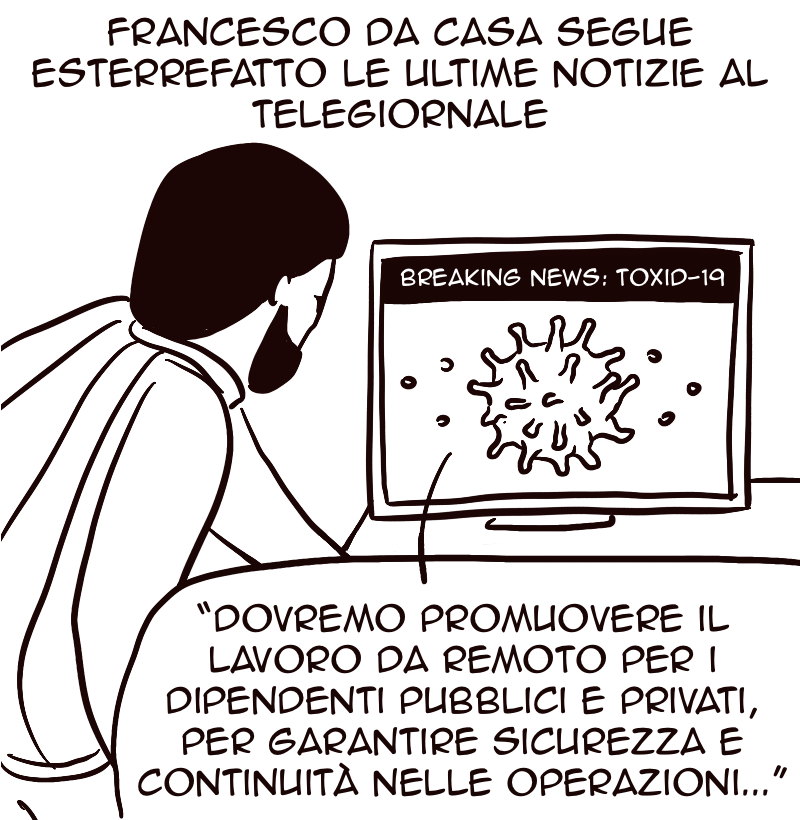 FRANCESCO DA CASA SEGUE
ESTERREFATTO LE ULTIME NOTIZIE AL
TELEGIORNALE
BREAKING NEWS: TOXID-19
"DOVREMO PROMUOVERE IL
LAVORO DA REMOTO PER I
DIPENDENTI PUBBLICI E PRIVATI,
PER GARANTIRE SICUREZZA E
CONTINUITÀ NELLE OPERAZIONI..."